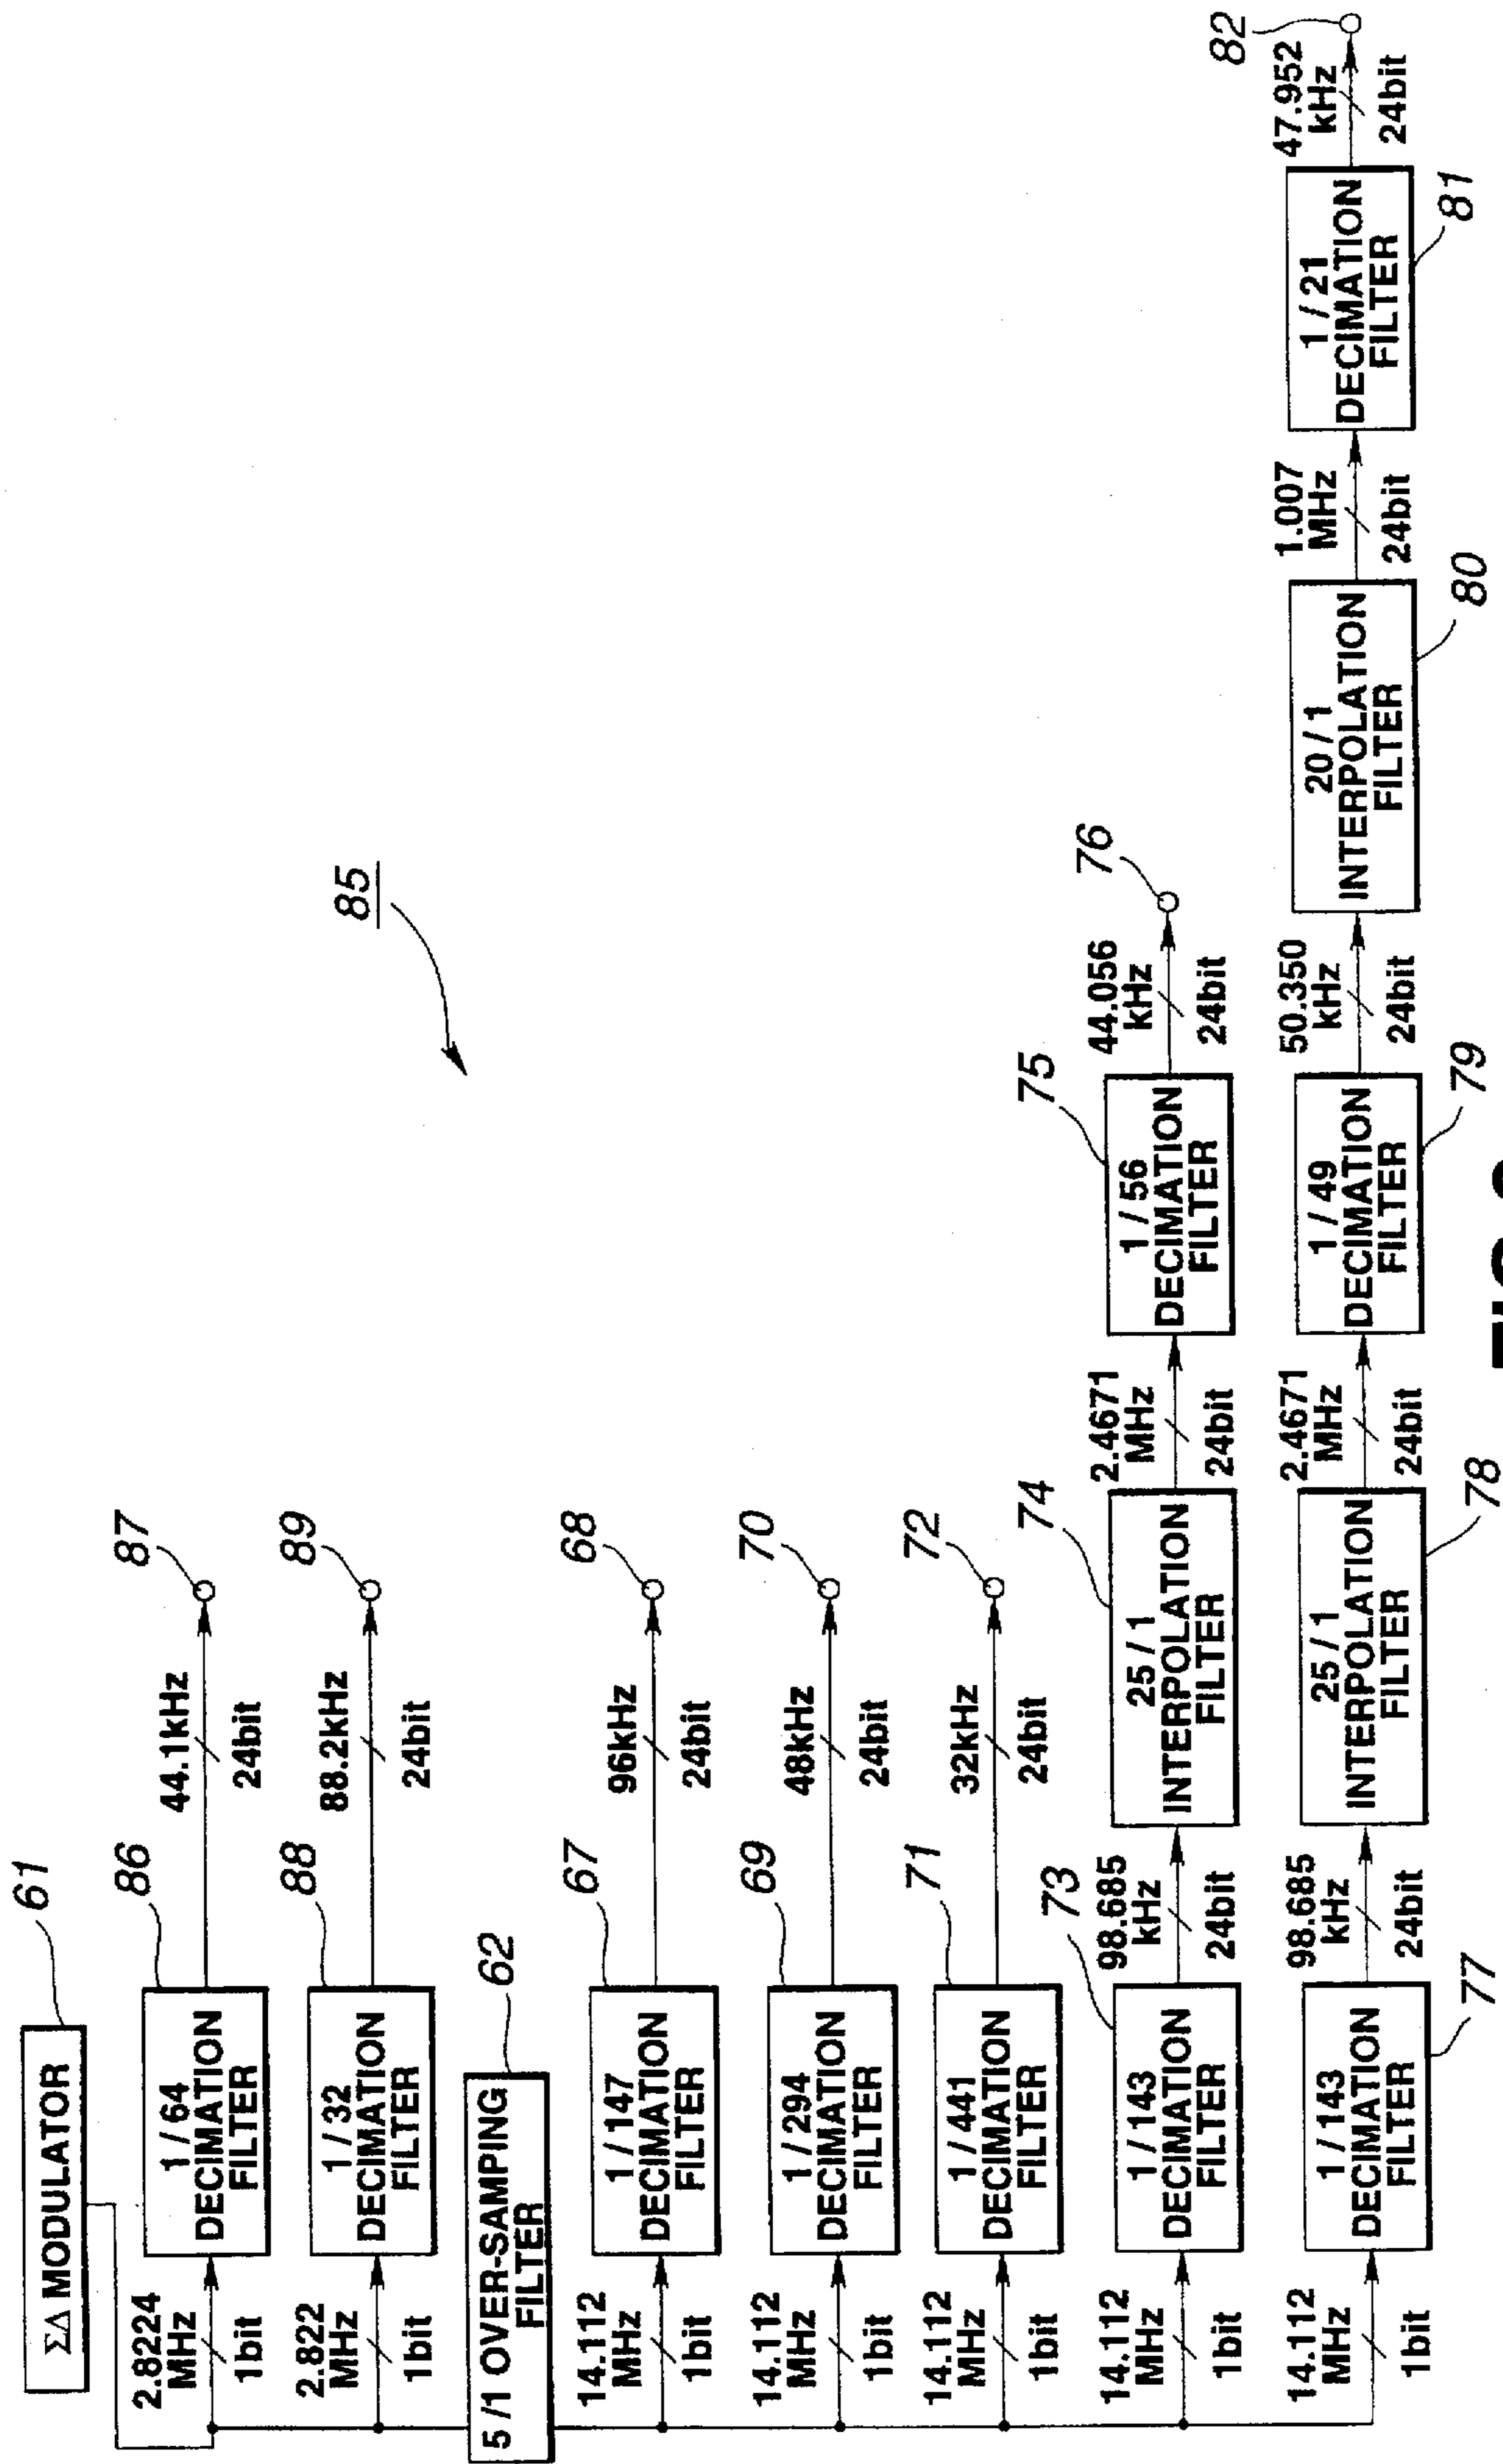 ΣΔ MODULATOR
61
2.8224
MHz
1bit
1 / 64
DECIMATION
FILTER
86
44.1kHz
24bit
87
2.822
MHz
1bit
1 / 32
DECIMATION
FILTER
88
88.2kHz
24bit
89
85
5 /1 OVER-SAMPING
FILTER
62
14.112
MHz
1bit
1 / 147
DECIMATION
FILTER
67
96kHz
24bit
68
14.112
MHz
1bit
1 / 294
DECIMATION
FILTER
69
48kHz
24bit
70
14.112
MHz
1bit
1 / 441
DECIMATION
FILTER
71
32kHz
24bit
72
14.112
MHz
1bit
1 / 143
DECIMATION
FILTER
73
98.685
kHz
24bit
25 / 1
INTERPOLATION
FILTER
74
2.4671
MHz
24bit
1 / 56
DECIMATION
FILTER
75
44.056
kHz
24bit
76
14.112
MHz
1bit
1 / 143
DECIMATION
FILTER
77
98.685
kHz
24bit
25 / 1
INTERPOLATION
FILTER
78
2.4671
MHz
24bit
1 / 49
DECIMATION
FILTER
79
50.350
kHz
24bit
20 / 1
INTERPOLATION
FILTER
80
1.007
MHz
24bit
1 / 21
DECIMATION
FILTER
81
47.952
kHz
24bit
82